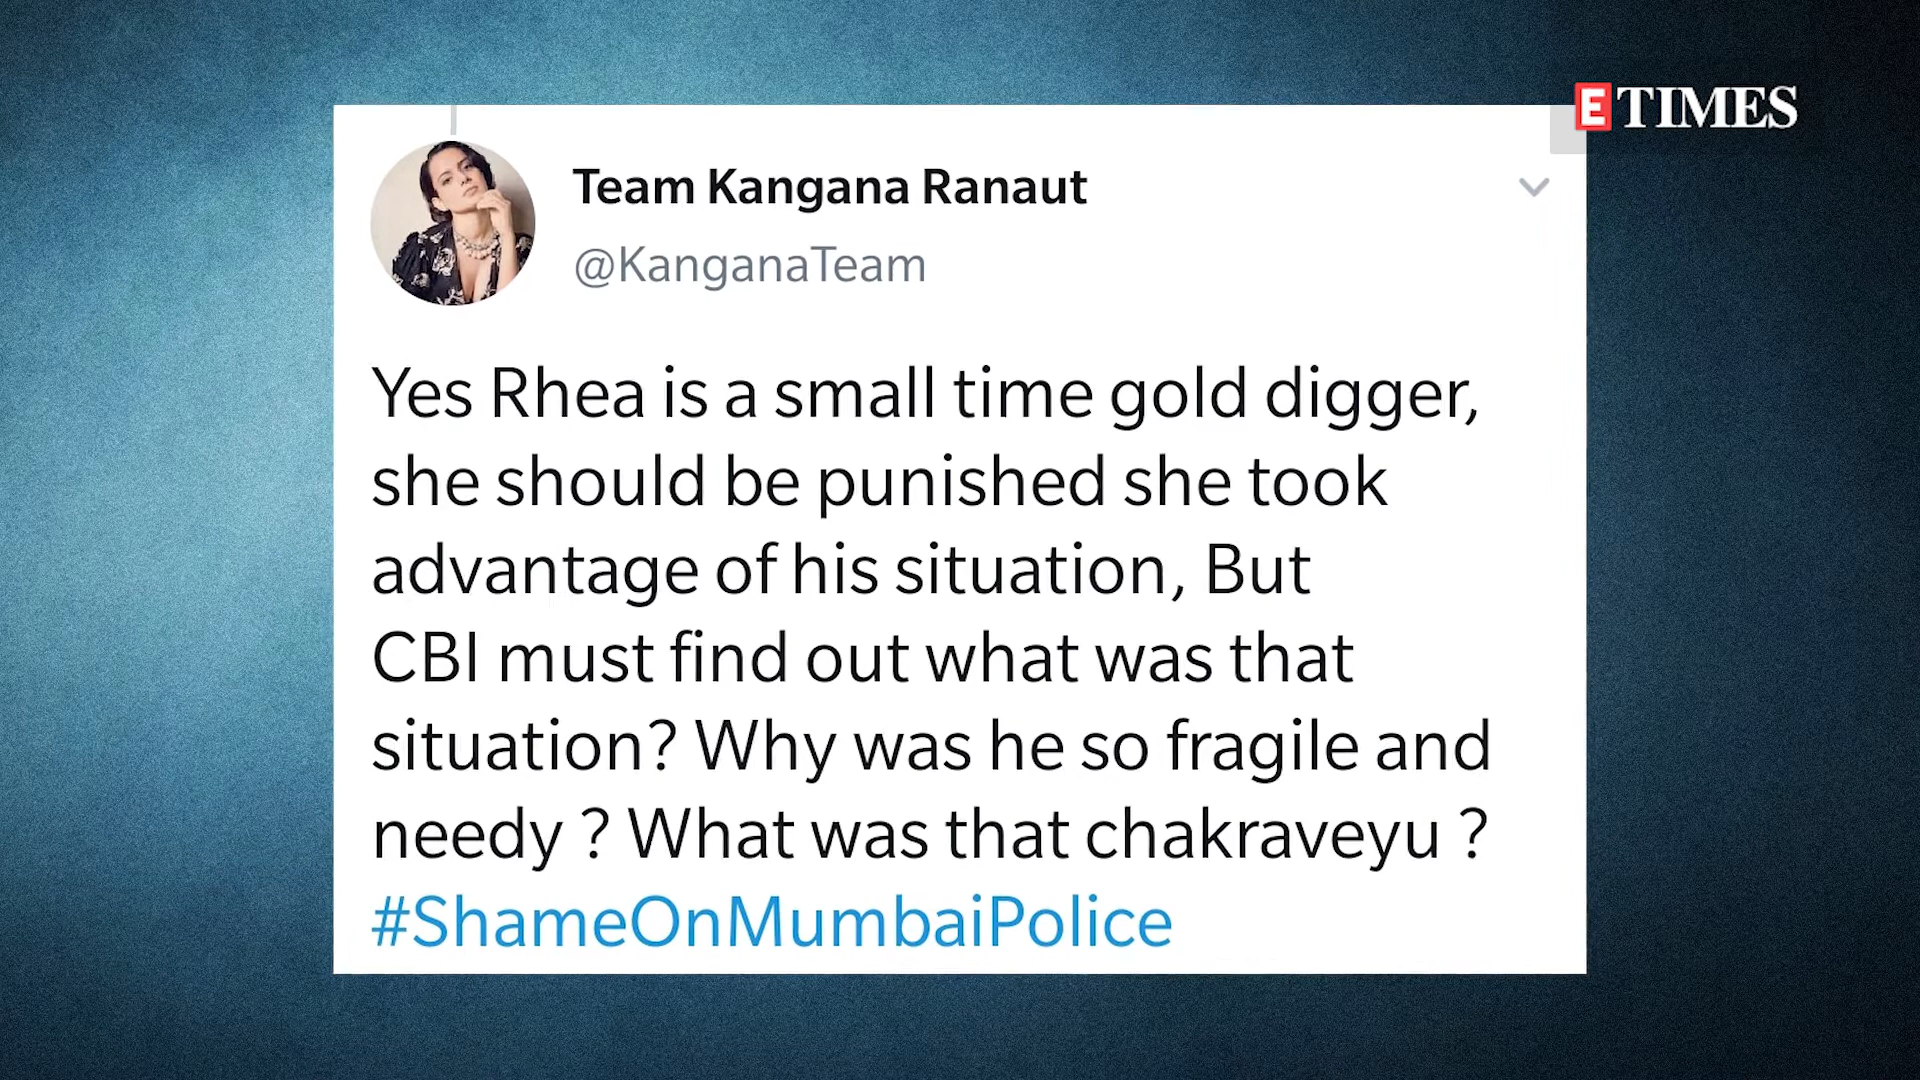 E TIMES
Team Kangana Ranaut
@KanganaTeam
Yes Rhea is a small time gold digger,
she should be punished she took
advantage of his situation, But
CBI must find out what was that
situation? Why was he so fragile and
needy ? What was that chakraveyu ?
#ShameOnMumbaiPolice